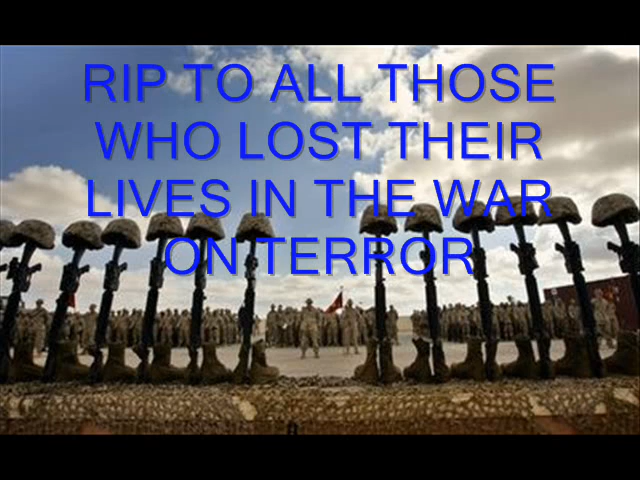 RIP TO ALL THOSE
WHO LOST THEIR
LIVES IN THE WAR
ON TERROR